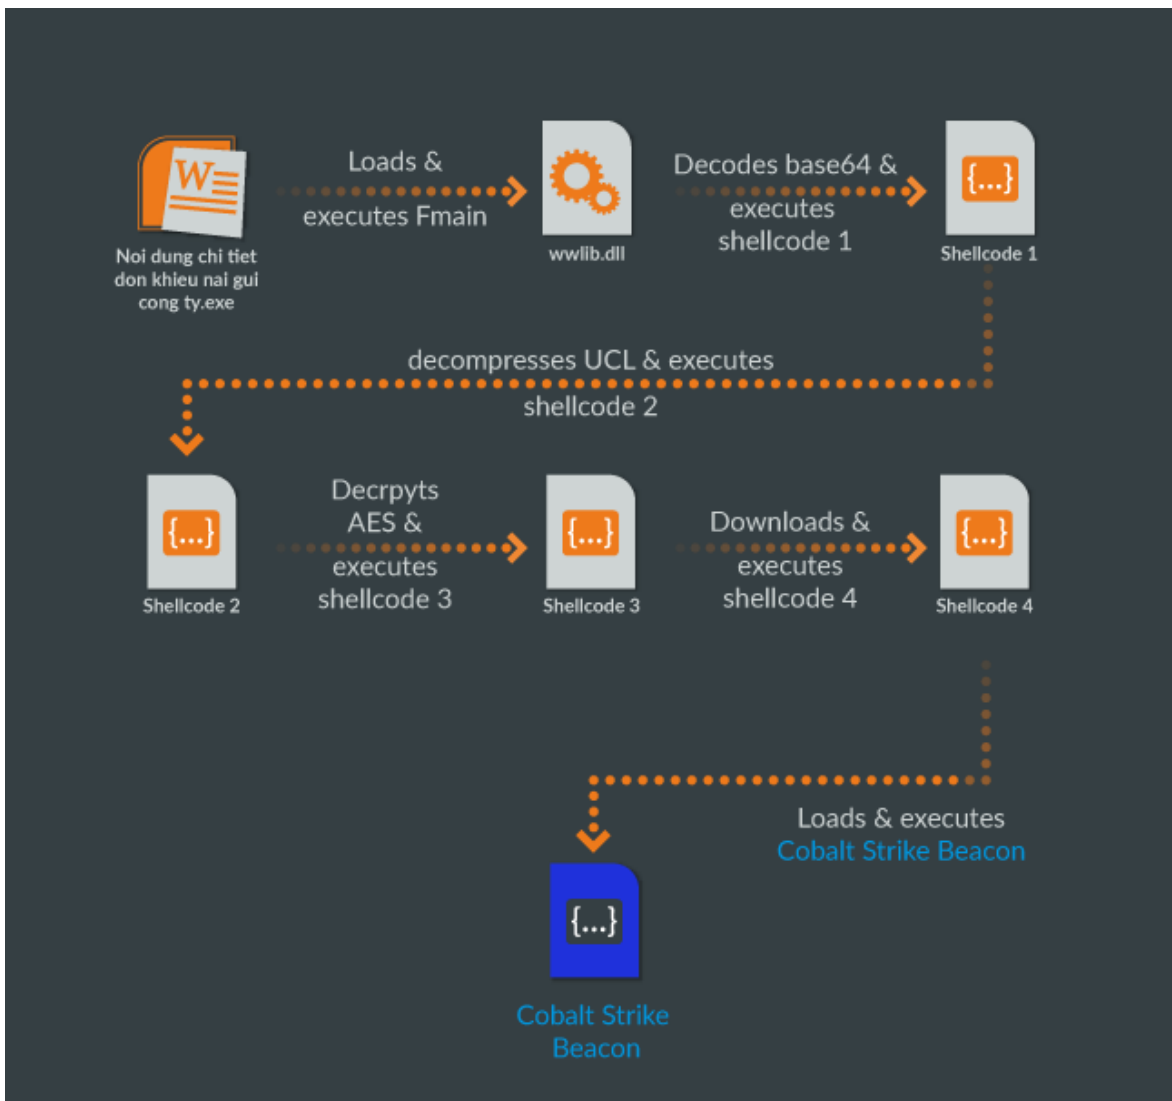 Loads &
executes Fmain
Decodes base64 &
executes
shellcode 1
W
{...}
Noi dung chi tiet
don khieu nai gui
cong ty.exe
wwlib.dll
Shellcode 1
decompresses UCL & executes
shellcode 2
Decrpyts
AES &
executes
shellcode 3
Downloads &
executes
shellcode 4
{...}
{...}
{...}
Shellcode 2
Shellcode 3
Shellcode 4
Loads & executes
Cobalt Strike Beacon
{...}
Cobalt Strike
Beacon